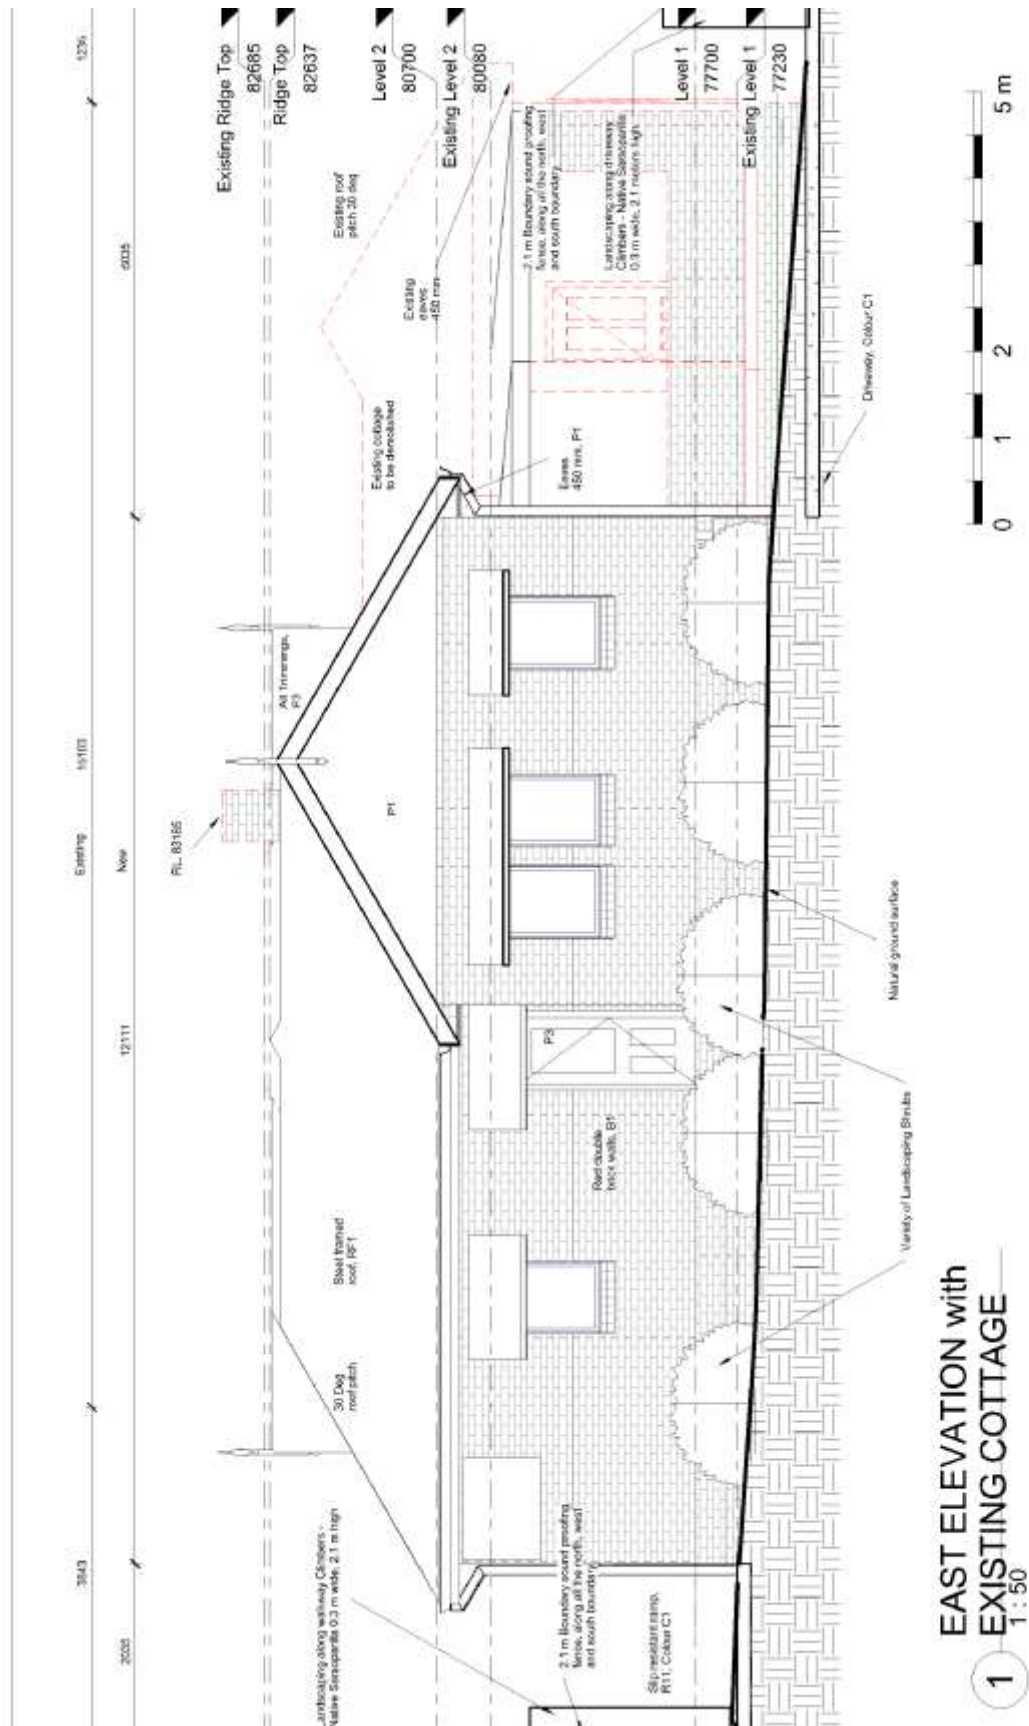 3843
Existing
15103
1235
2035
12111
New
6035
Existing Ridge Top
82685
Ridge Top
82637
Level 2
80700
Existing Level 2
80080
Level 1
77700
Existing Level 1
77230
RL. 83185
All Trimmings,
P3
P1
Existing roof
pitch 30 deg
Existing
eaves
450 mm
Existing cottage
to be demolished
Eaves
450 mm, P1
2.1 m Boundary sound proofing
fence, along all the north, west
and south boundary
Landscaping along driveway
Climbers - Native Sarsaparilla
0.3 m wide, 2.1 meters high
Landscaping along walkway Climbers -
Native Sarsaparilla 0.3 m wide, 2.1 m high
30 Deg
roof pitch
Steel framed
roof, RF1
P3
Red double
brick walls, B1
2.1 m Boundary sound proofing
fence, along all the north, west
and south boundary
Slip resistant ramp,
R11, Colour C1
Variety of Landscaping Shrubs
Natural ground surface
Driveway, Colour C1
1
EAST ELEVATION with
EXISTING COTTAGE
1 : 50
0
1
2
5 m